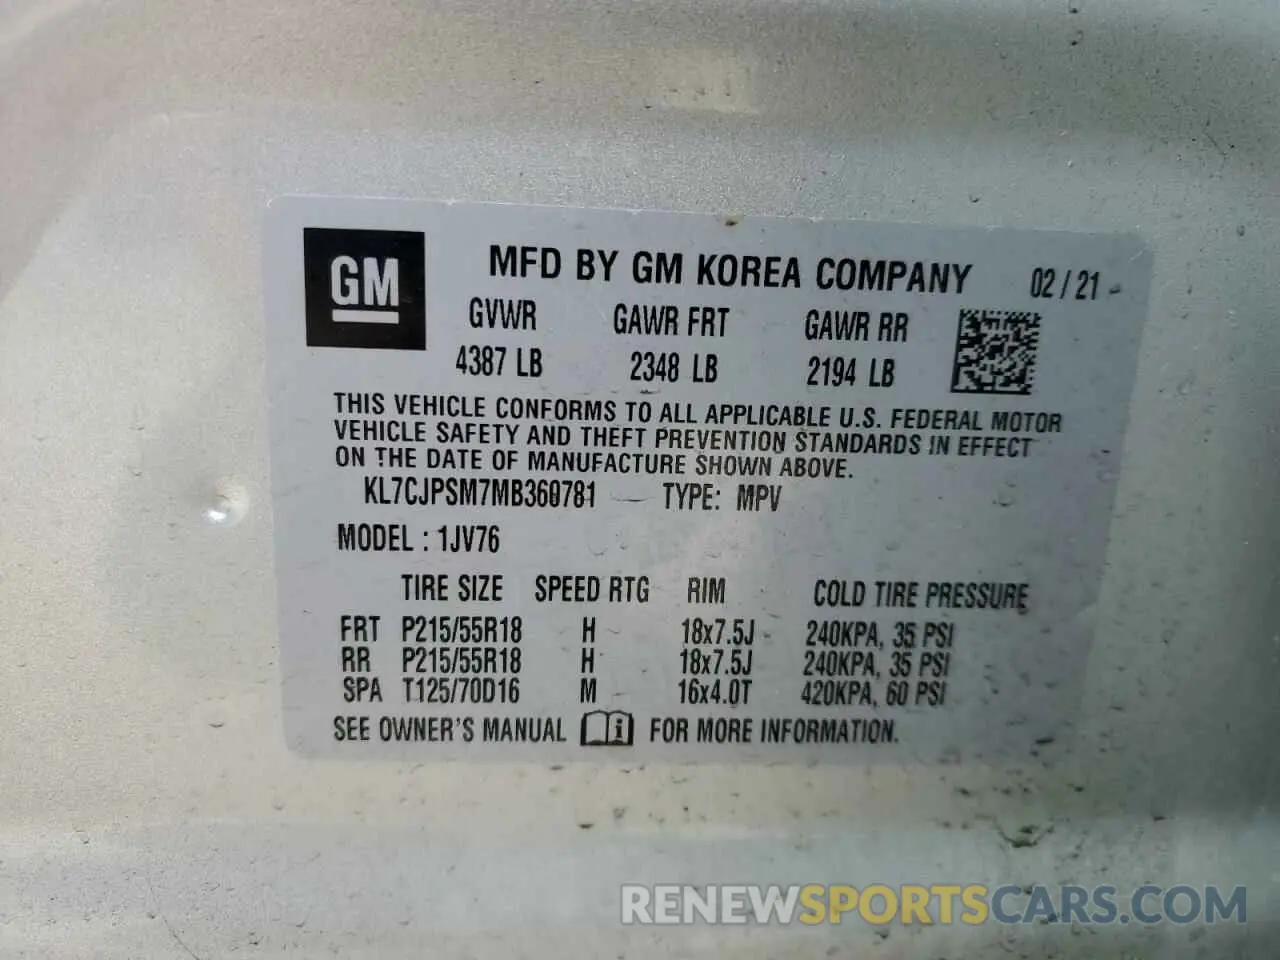 GM
MFD BY GM KOREA COMPANY 02/21
GVWR GAWR FRT GAWR RR
4387 LB 2348 LB 2194 LB
THIS VEHICLE CONFORMS TO ALL APPLICABLE U.S. FEDERAL MOTOR
VEHICLE SAFETY AND THEFT PREVENTION STANDARDS IN EFFECT
ON THE DATE OF MANUFACTURE SHOWN ABOVE.
KL7CJPSM7MB360781 TYPE: MPV
MODEL : 1JV76
TIRE SIZE SPEED RTG RIM COLD TIRE PRESSURE
FRT P215/55R18 H 18x7.5J 240KPA, 35 PSI
RR P215/55R18 H 18x7.5J 240KPA, 35 PSI
SPA T125/70D16 M 16x4.0T 420KPA, 60 PSI
SEE OWNER'S MANUAL i FOR MORE INFORMATION.
RENEWSPORTSCARS.COM